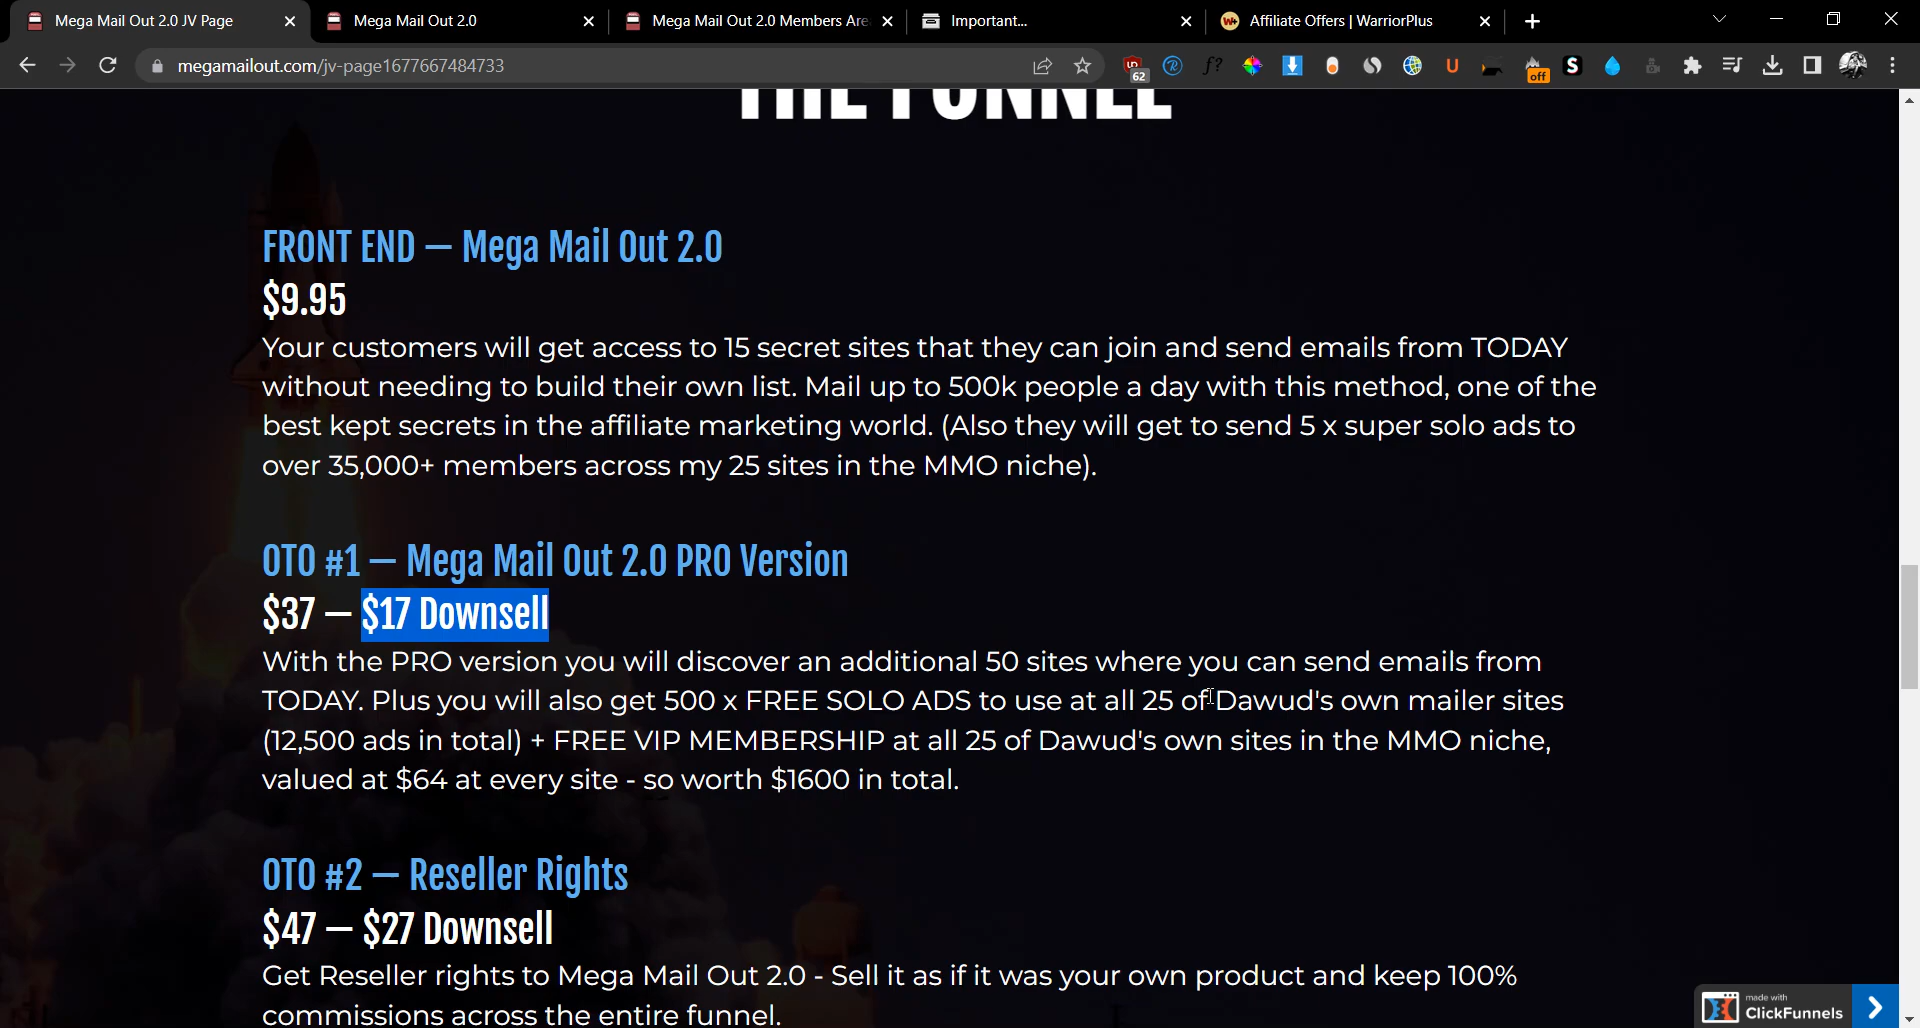 Mega Mail Out 2.0 JV Page
Mega Mail Out 2.0
Mega Mail Out 2.0 Members Are
Important...
W+ Affiliate Offers | WarriorPlus
megamailout.com/jv-page1677667484733
62
off
THE FUNNEL
FRONT END — Mega Mail Out 2.0
$9.95
Your customers will get access to 15 secret sites that they can join and send emails from TODAY
without needing to build their own list. Mail up to 500k people a day with this method, one of the
best kept secrets in the affiliate marketing world. (Also they will get to send 5 x super solo ads to
over 35,000+ members across my 25 sites in the MMO niche).
OTO #1 — Mega Mail Out 2.0 PRO Version
$37 — $17 Downsell
With the PRO version you will discover an additional 50 sites where you can send emails from
TODAY. Plus you will also get 500 x FREE SOLO ADS to use at all 25 of Dawud's own mailer sites
(12,500 ads in total) + FREE VIP MEMBERSHIP at all 25 of Dawud's own sites in the MMO niche,
valued at $64 at every site - so worth $1600 in total.
OTO #2 — Reseller Rights
$47 — $27 Downsell
Get Reseller rights to Mega Mail Out 2.0 - Sell it as if it was your own product and keep 100%
commissions across the entire funnel.
made with
ClickFunnels